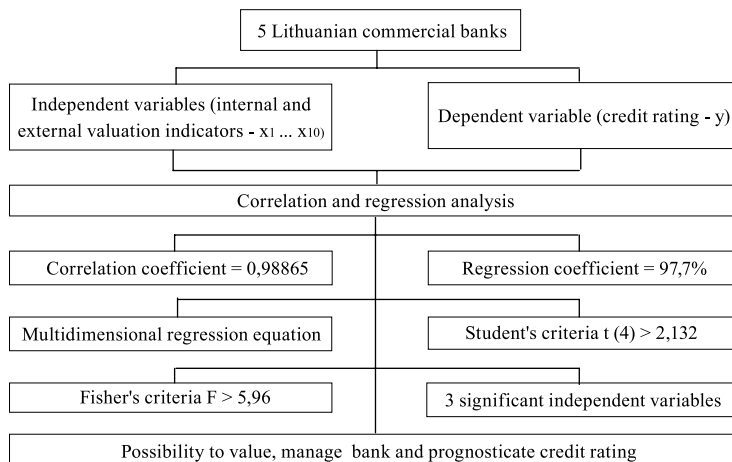 5 Lithuanian commercial banks
Independent variables (internal and
external valuation indicators - x1 ... x10)
Dependent variable (credit rating - y)
Correlation and regression analysis
Correlation coefficient = 0,98865
Regression coefficient = 97,7%
Multidimensional regression equation
Student's criteria t (4) > 2,132
Fisher's criteria F > 5,96
3 significant independent variables
Possibility to value, manage bank and prognosticate credit rating